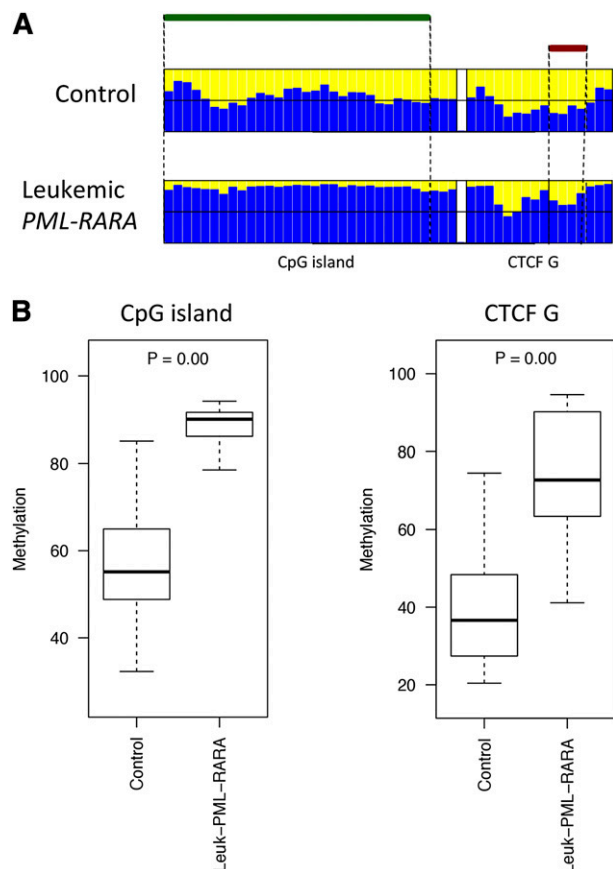 A
Control
Leukemic
PML-RARA
CpG island CTCF G
B
CpG island
P = 0.00
Methylation
100
80
60
40
Control
Leuk-PML-RARA
CTCF G
P = 0.00
Methylation
100
80
60
40
20
Control
Leuk-PML-RARA